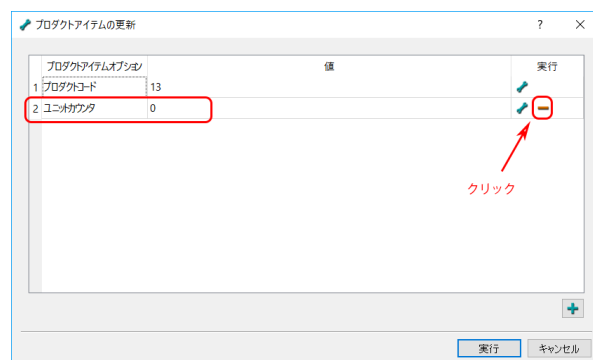 プロダクトアイテムの更新 ? ×
プロダクトアイテムオプション 値 実行
1 プロダクトコード 13
2 ユニットカウンタ 0
クリック
実行 キャンセル